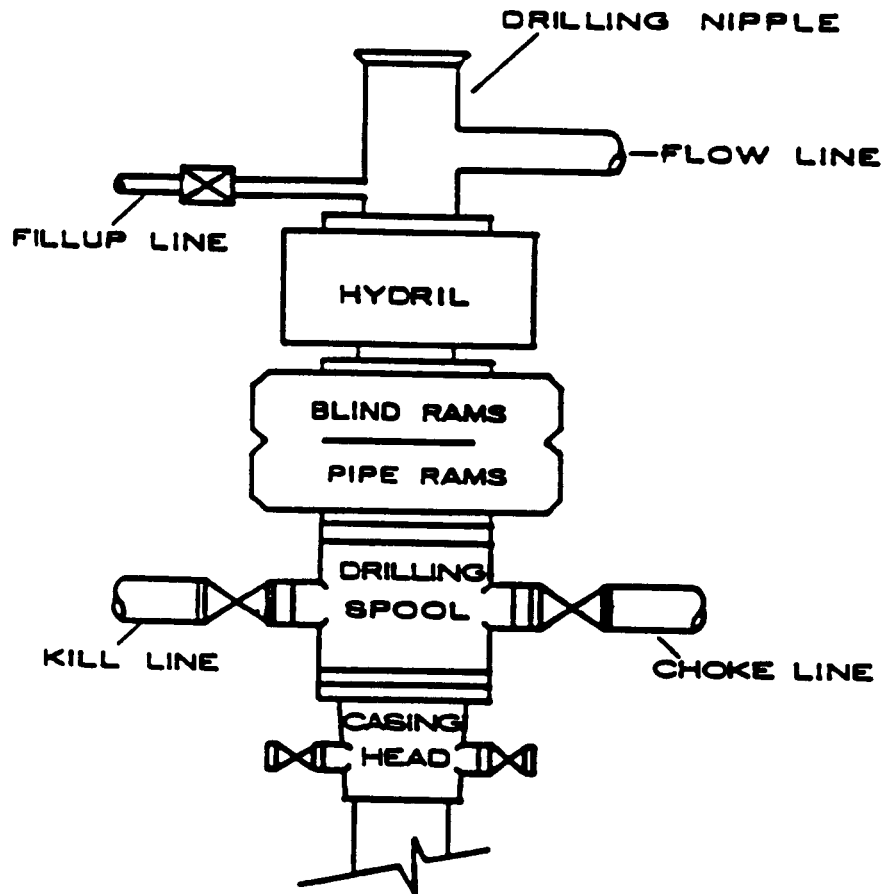 DRILLING NIPPLE
FLOW LINE
FILLUP LINE
HYDRIL
BLIND RAMS
PIPE RAMS
DRILLING
SPOOL
KILL LINE
CHOKE LINE
CASING
HEAD